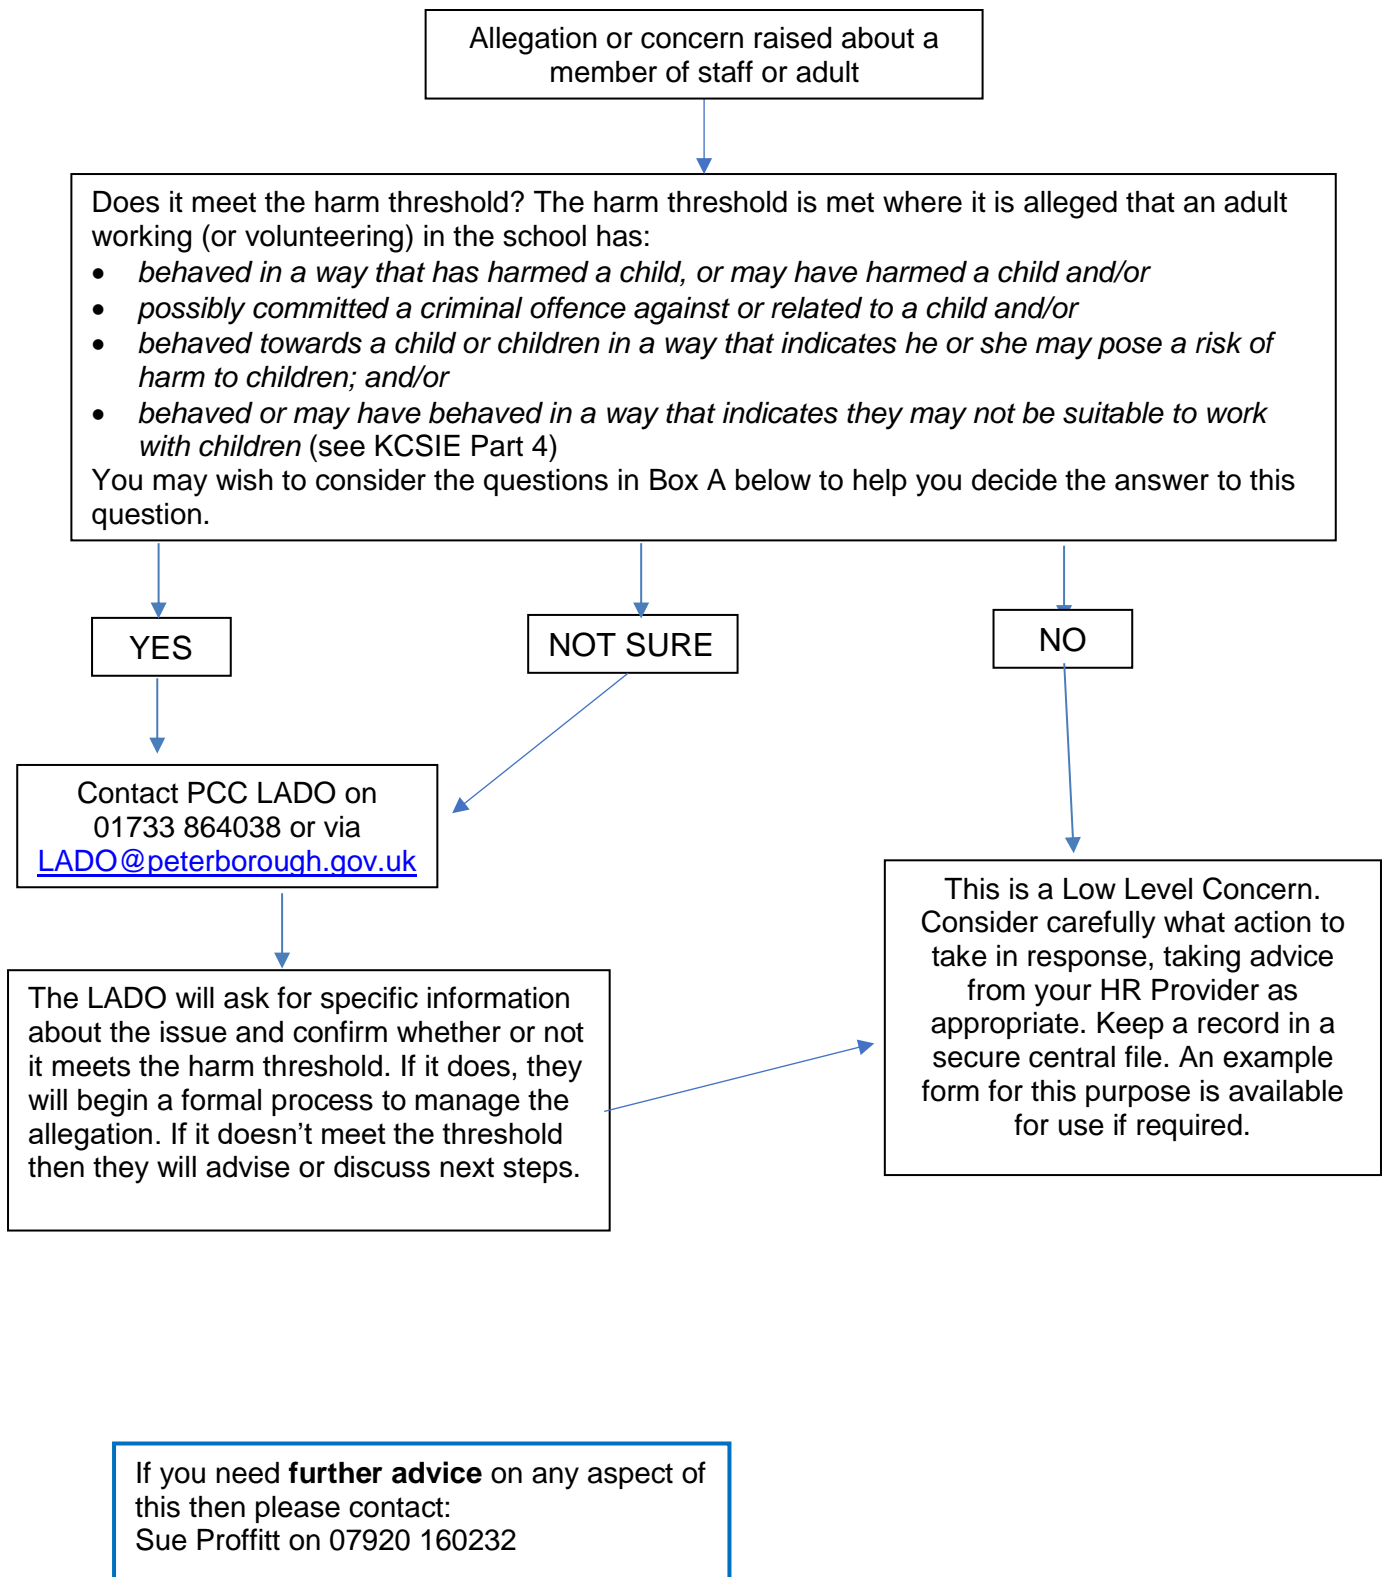 Allegation or concern raised about a
member of staff or adult
Does it meet the harm threshold? The harm threshold is met where it is alleged that an adult
working (or volunteering) in the school has:
• behaved in a way that has harmed a child, or may have harmed a child and/or
• possibly committed a criminal offence against or related to a child and/or
• behaved towards a child or children in a way that indicates he or she may pose a risk of
harm to children; and/or
• behaved or may have behaved in a way that indicates they may not be suitable to work
with children (see KCSIE Part 4)
You may wish to consider the questions in Box A below to help you decide the answer to this
question.
YES
NOT SURE
NO
Contact PCC LADO on
01733 864038 or via
LADO@peterborough.gov.uk
The LADO will ask for specific information
about the issue and confirm whether or not
it meets the harm threshold. If it does, they
will begin a formal process to manage the
allegation. If it doesn’t meet the threshold
then they will advise or discuss next steps.
This is a Low Level Concern.
Consider carefully what action to
take in response, taking advice
from your HR Provider as
appropriate. Keep a record in a
secure central file. An example
form for this purpose is available
for use if required.
If you need further advice on any aspect of
this then please contact:
Sue Proffitt on 07920 160232